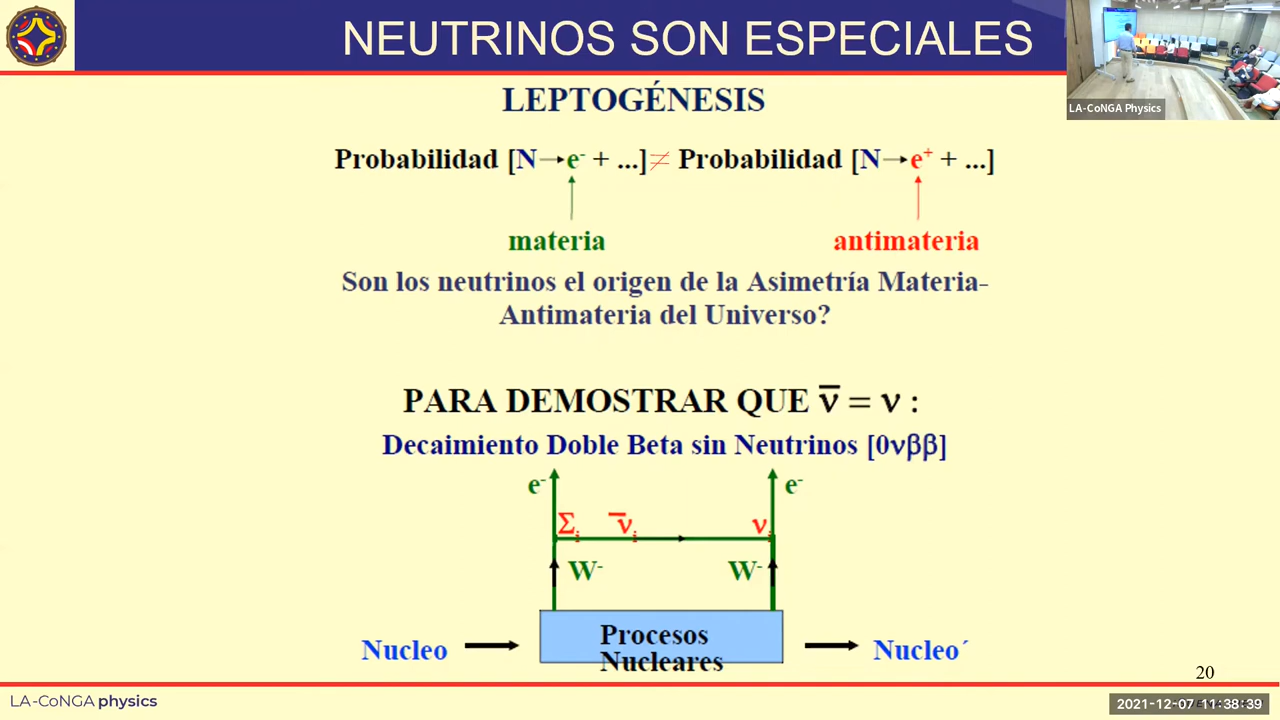 NEUTRINOS SON ESPECIALES
LA-CoNGA Physics
LEPTOGÉNESIS
Probabilidad [N→e⁻ + ...] ≠ Probabilidad [N→e⁺ + ...]
materia antimateria
Son los neutrinos el origen de la Asimetría Materia-
Antimateria del Universo?
PARA DEMOSTRAR QUE ν̅ = ν :
Decaimiento Doble Beta sin Neutrinos [0νββ]
e⁻ e⁻
Σᵢ ν̅ᵢ νᵢ
W⁻ W⁻
Nucleo Procesos Nucleo´
Nucleares
20
LA-CoNGA physics
2021-12-07 11:38:39